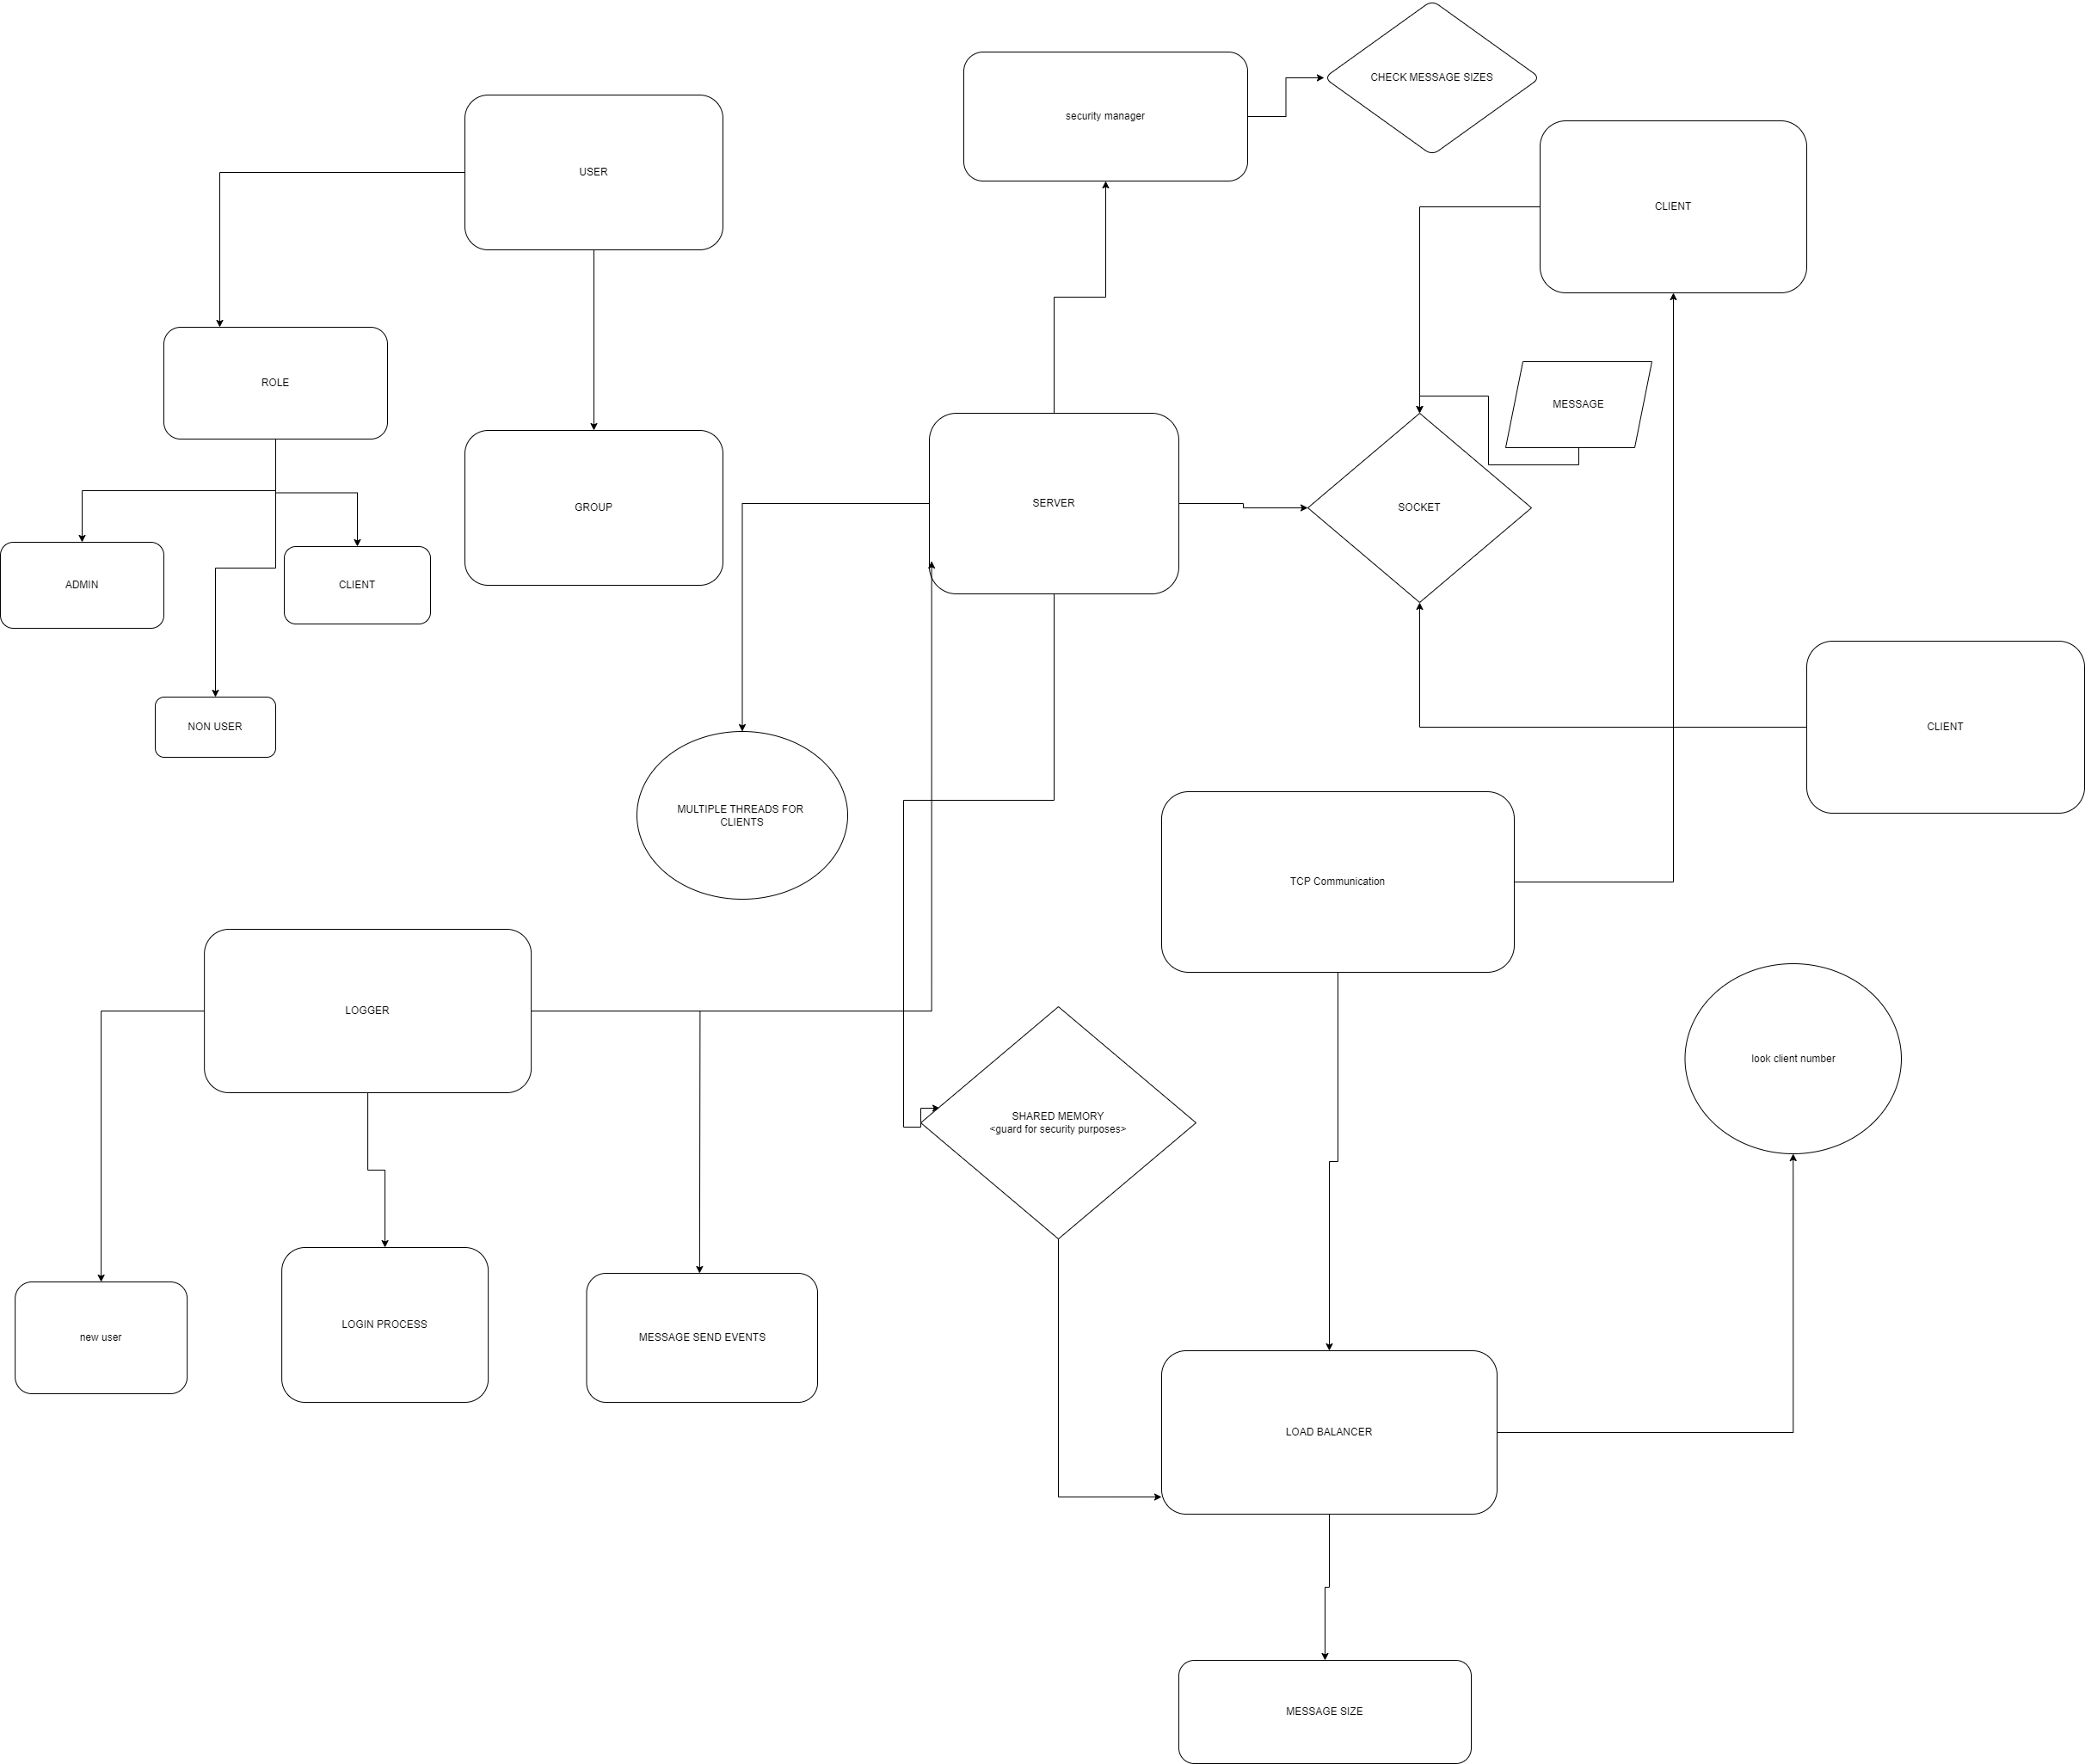 CHECK MESSAGE SIZES
security manager
USER
CLIENT
ROLE
MESSAGE
SERVER
GROUP
SOCKET
ADMIN
CLIENT
NON USER
CLIENT
MULTIPLE THREADS FOR
CLIENTS
TCP Communication
LOGGER
look client number
SHARED MEMORY
<guard for security purposes>
LOGIN PROCESS
new user
MESSAGE SEND EVENTS
LOAD BALANCER
MESSAGE SIZE